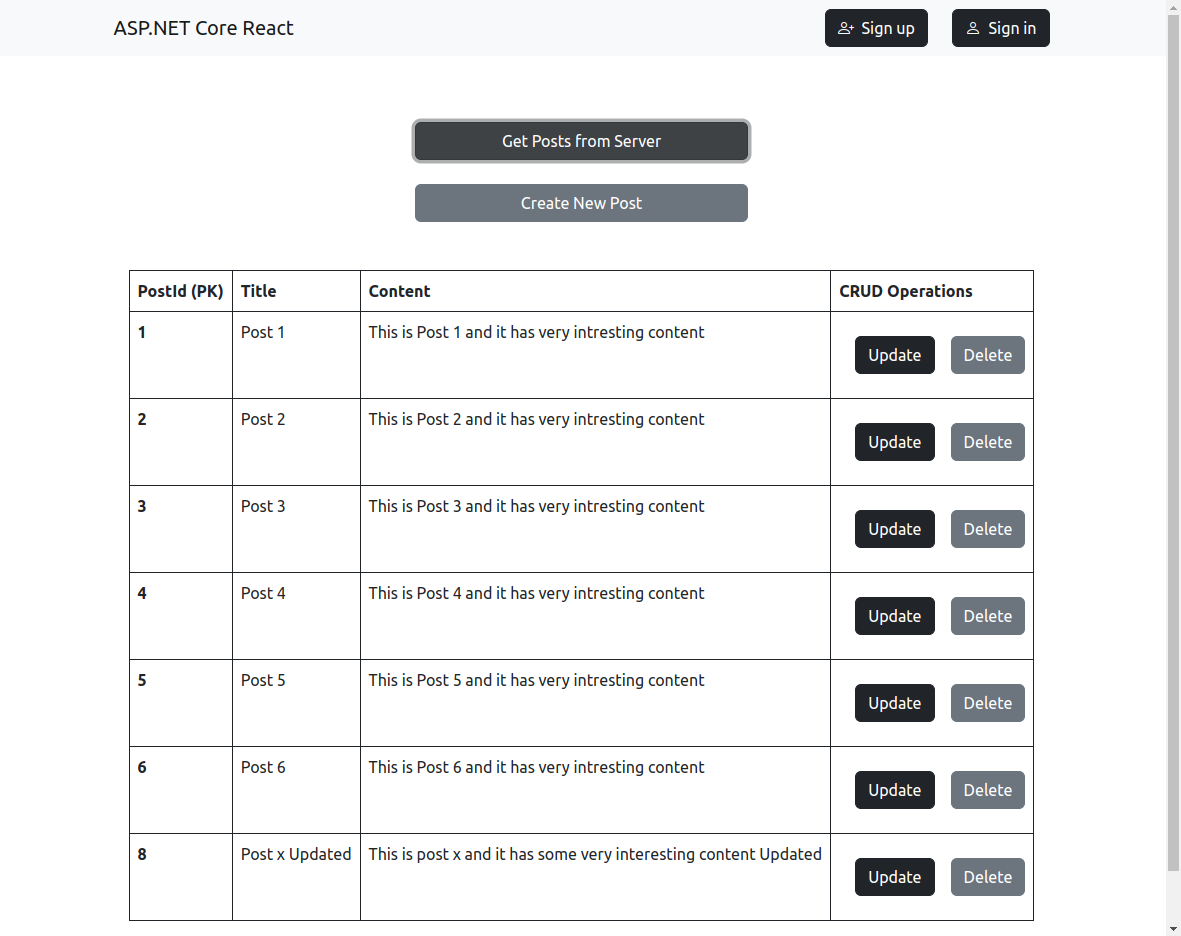 ASP.NET Core React Sign up Sign in
Get Posts from Server
Create New Post
PostId (PK) Title Content CRUD Operations
1 Post 1 This is Post 1 and it has very intresting content Update Delete
2 Post 2 This is Post 2 and it has very intresting content Update Delete
3 Post 3 This is Post 3 and it has very intresting content Update Delete
4 Post 4 This is Post 4 and it has very intresting content Update Delete
5 Post 5 This is Post 5 and it has very intresting content Update Delete
6 Post 6 This is Post 6 and it has very intresting content Update Delete
8 Post x Updated This is post x and it has some very interesting content Updated Update Delete